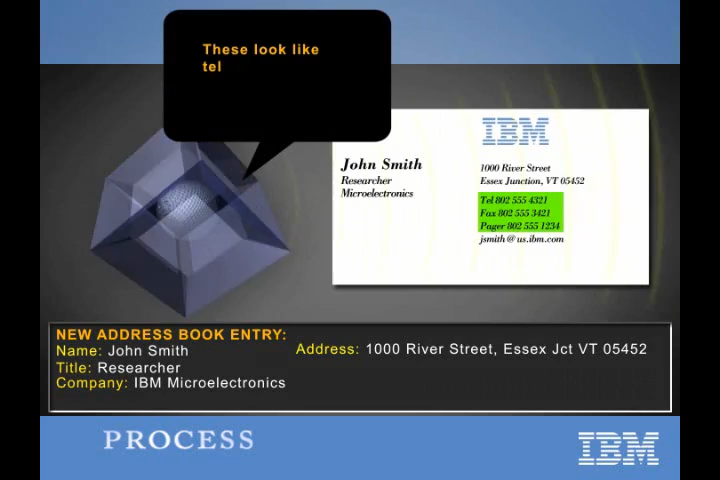 These look like
tel
IBM
John Smith
Researcher
Microelectronics
1000 River Street
Essex Junction, VT 05452
Tel 802 555 4321
Fax 802 555 3421
Pager 802 555 1234
jsmith@us.ibm.com
NEW ADDRESS BOOK ENTRY:
Name: John Smith
Title: Researcher
Company: IBM Microelectronics
Address: 1000 River Street, Essex Jct VT 05452
PROCESS
IBM